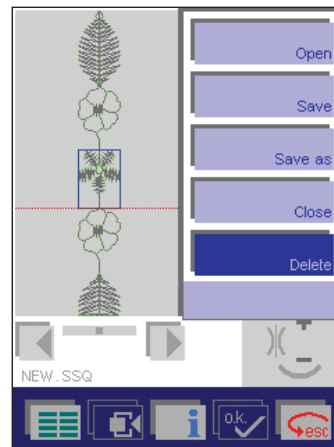 Open
Save
Save as
Close
Delete
NEW.SSQ
i
o.k.
esc